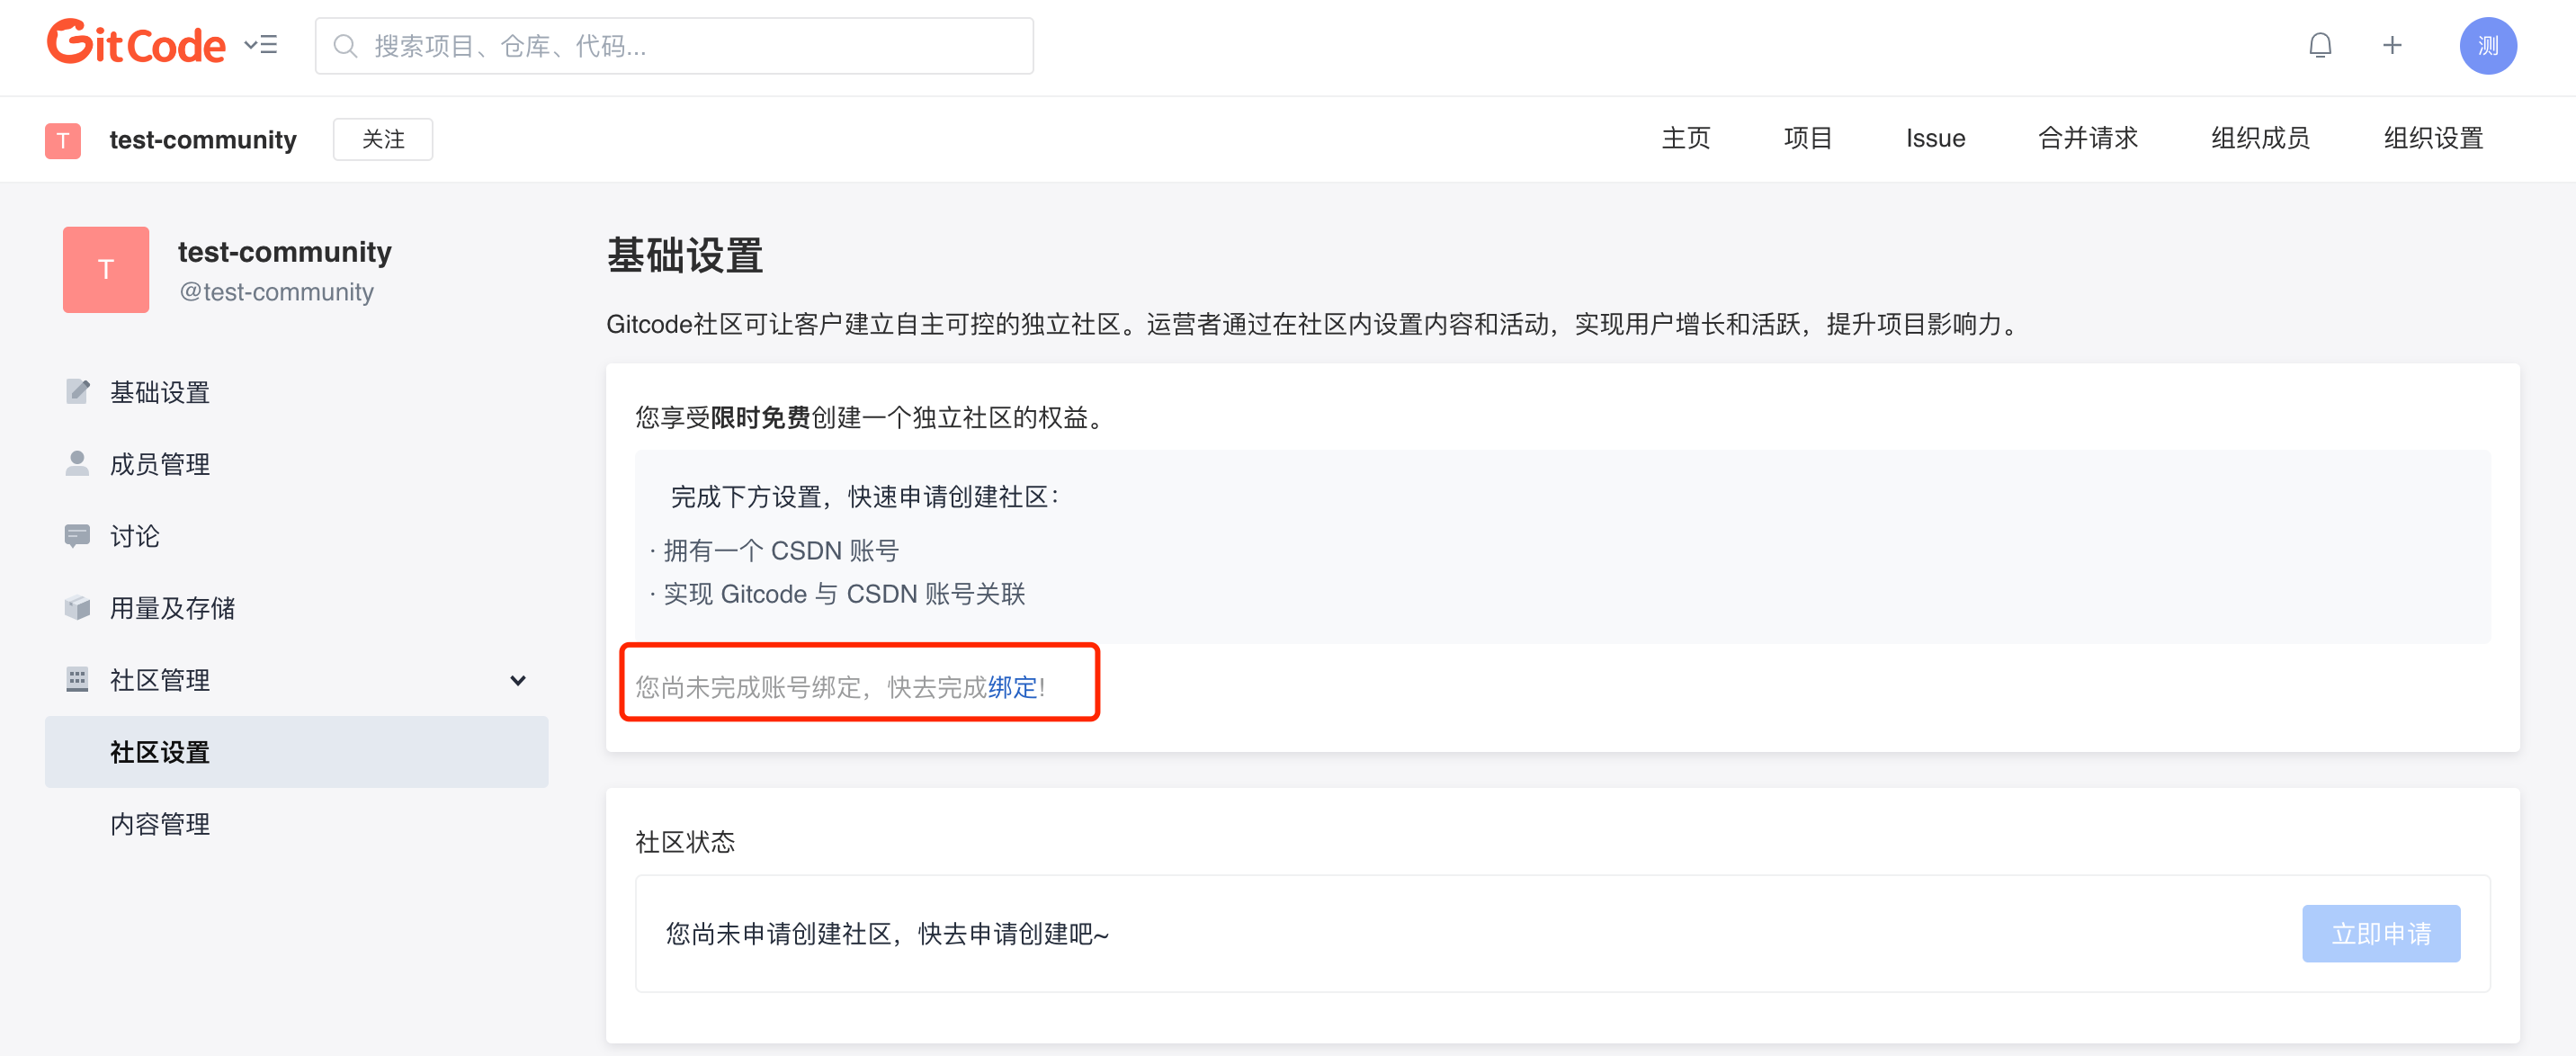 GitCode
搜索项目、仓库、代码...
测
T
test-community
关注
主页
项目
Issue
合并请求
组织成员
组织设置
T
test-community
@test-community
基础设置
成员管理
讨论
用量及存储
社区管理
社区设置
内容管理
基础设置
Gitcode社区可让客户建立自主可控的独立社区。运营者通过在社区内设置内容和活动，实现用户增长和活跃，提升项目影响力。
您享受限时免费创建一个独立社区的权益。
完成下方设置，快速申请创建社区：
· 拥有一个 CSDN 账号
· 实现 Gitcode 与 CSDN 账号关联
您尚未完成账号绑定，快去完成绑定!
社区状态
您尚未申请创建社区，快去申请创建吧~
立即申请